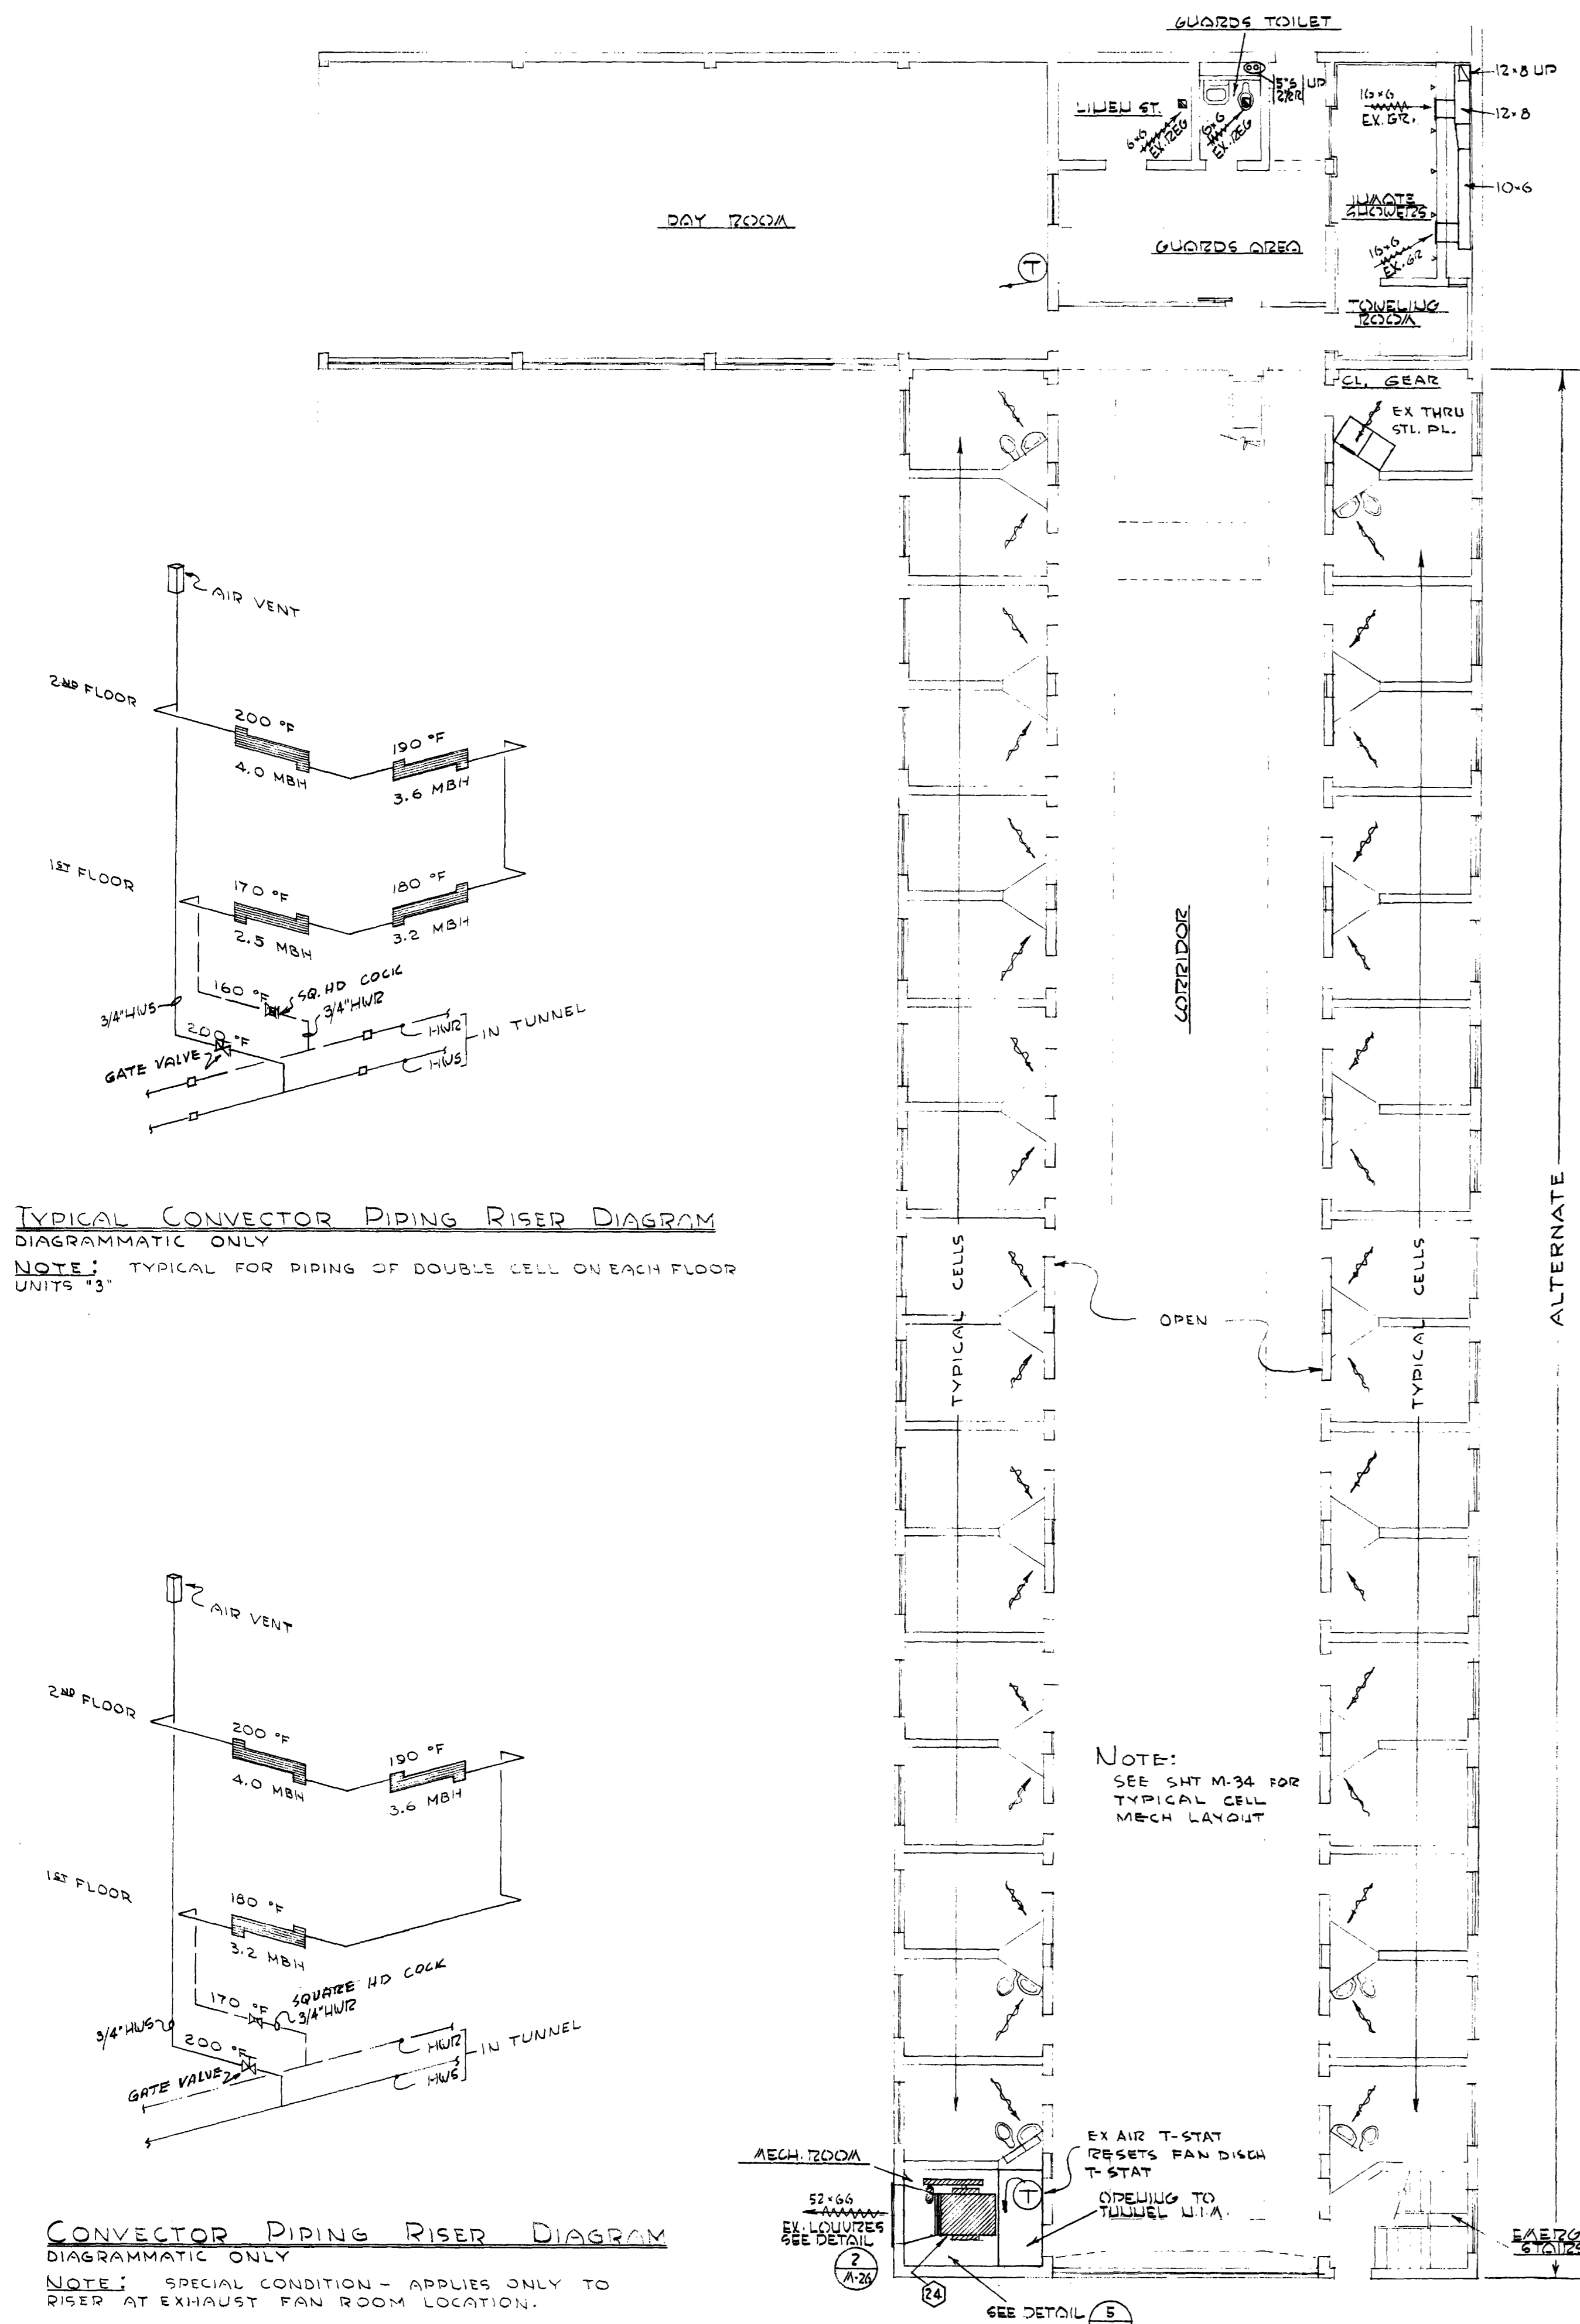 GUARDS TOILET
12×8 UP
5"S UP
2"2R
16×6
EX. GR.
12×8
LINEN ST.
6×6
EX. REG
6×6
EX. REG
10×6
INMATE
SHOWERS
DAY ROOM
GUARDS AREA
16×6
EX. GR
T
TOWELING
ROOM
CL. GEAR
EX THRU
STL. PL.
AIR VENT
2ND FLOOR
200 °F
4.0 MBH
190 °F
3.6 MBH
1ST FLOOR
170 °F
2.5 MBH
180 °F
3.2 MBH
160 °F
SQ. HD COCK
3/4" HWR
3/4" HWS
200 °F
GATE VALVE
HWR
HWS
IN TUNNEL
CORRIDOR
TYPICAL CONVECTOR PIPING RISER DIAGRAM
DIAGRAMMATIC ONLY
NOTE: TYPICAL FOR PIPING OF DOUBLE CELL ON EACH FLOOR
UNITS "3"
TYPICAL CELLS
OPEN
TYPICAL CELLS
ALTERNATE
AIR VENT
2ND FLOOR
200 °F
4.0 MBH
190 °F
3.6 MBH
1ST FLOOR
180 °F
3.2 MBH
170 °F
SQUARE HD COCK
3/4" HWR
3/4" HWS
200 °F
GATE VALVE
HWR
HWS
IN TUNNEL
NOTE:
SEE SHT M-34 FOR
TYPICAL CELL
MECH LAYOUT
MECH. ROOM
52×66
EX. LOUVRES
SEE DETAIL
2
M-26
EX AIR T-STAT
RESETS FAN DISCH
T-STAT
T
OPENING TO
TUNNEL N.I.M.
EMERG
STAIRS
24
SEE DETAIL 5
CONVECTOR PIPING RISER DIAGRAM
DIAGRAMMATIC ONLY
NOTE: SPECIAL CONDITION - APPLIES ONLY TO
RISER AT EXHAUST FAN ROOM LOCATION.